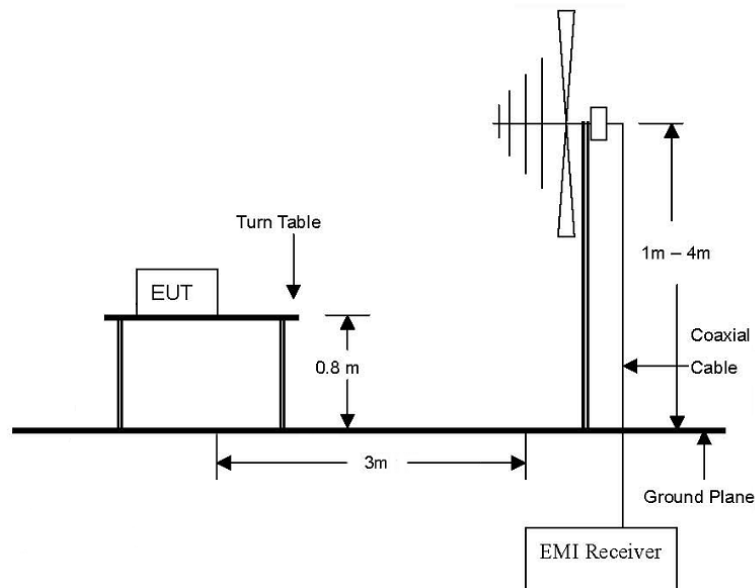 Turn Table
EUT
1m – 4m
0.8 m
Coaxial
Cable
3m
Ground Plane
EMI Receiver